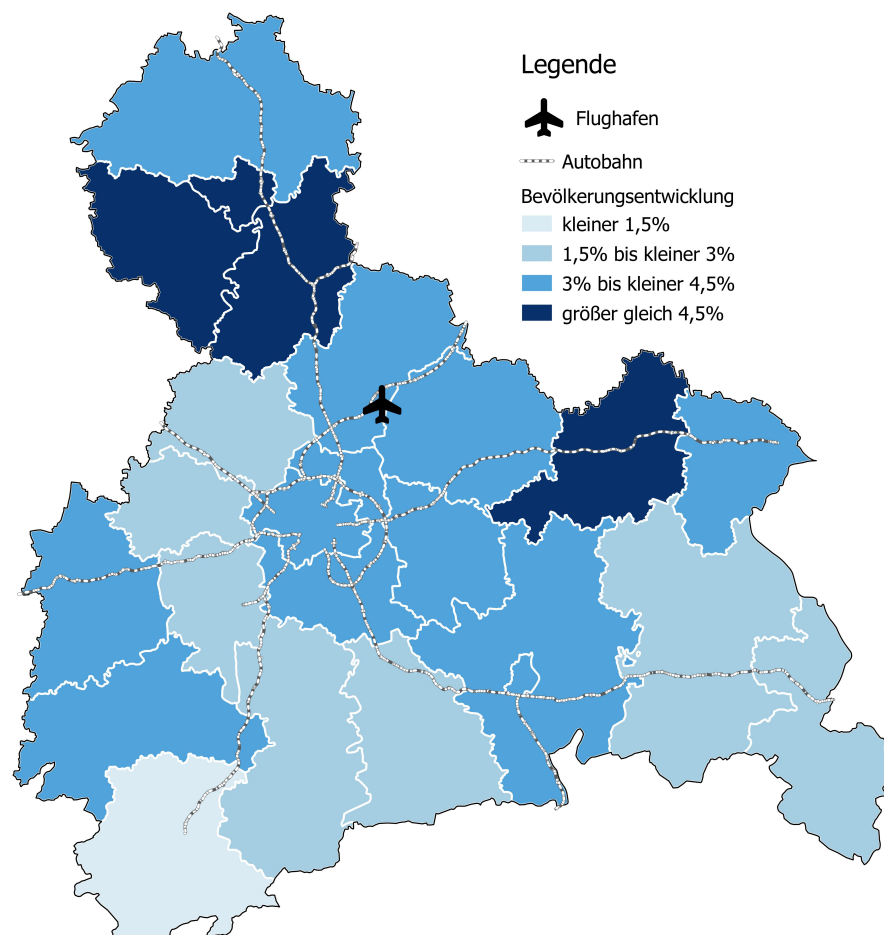 Legende
Flughafen
Autobahn
Bevölkerungsentwicklung
kleiner 1,5%
1,5% bis kleiner 3%
3% bis kleiner 4,5%
größer gleich 4,5%